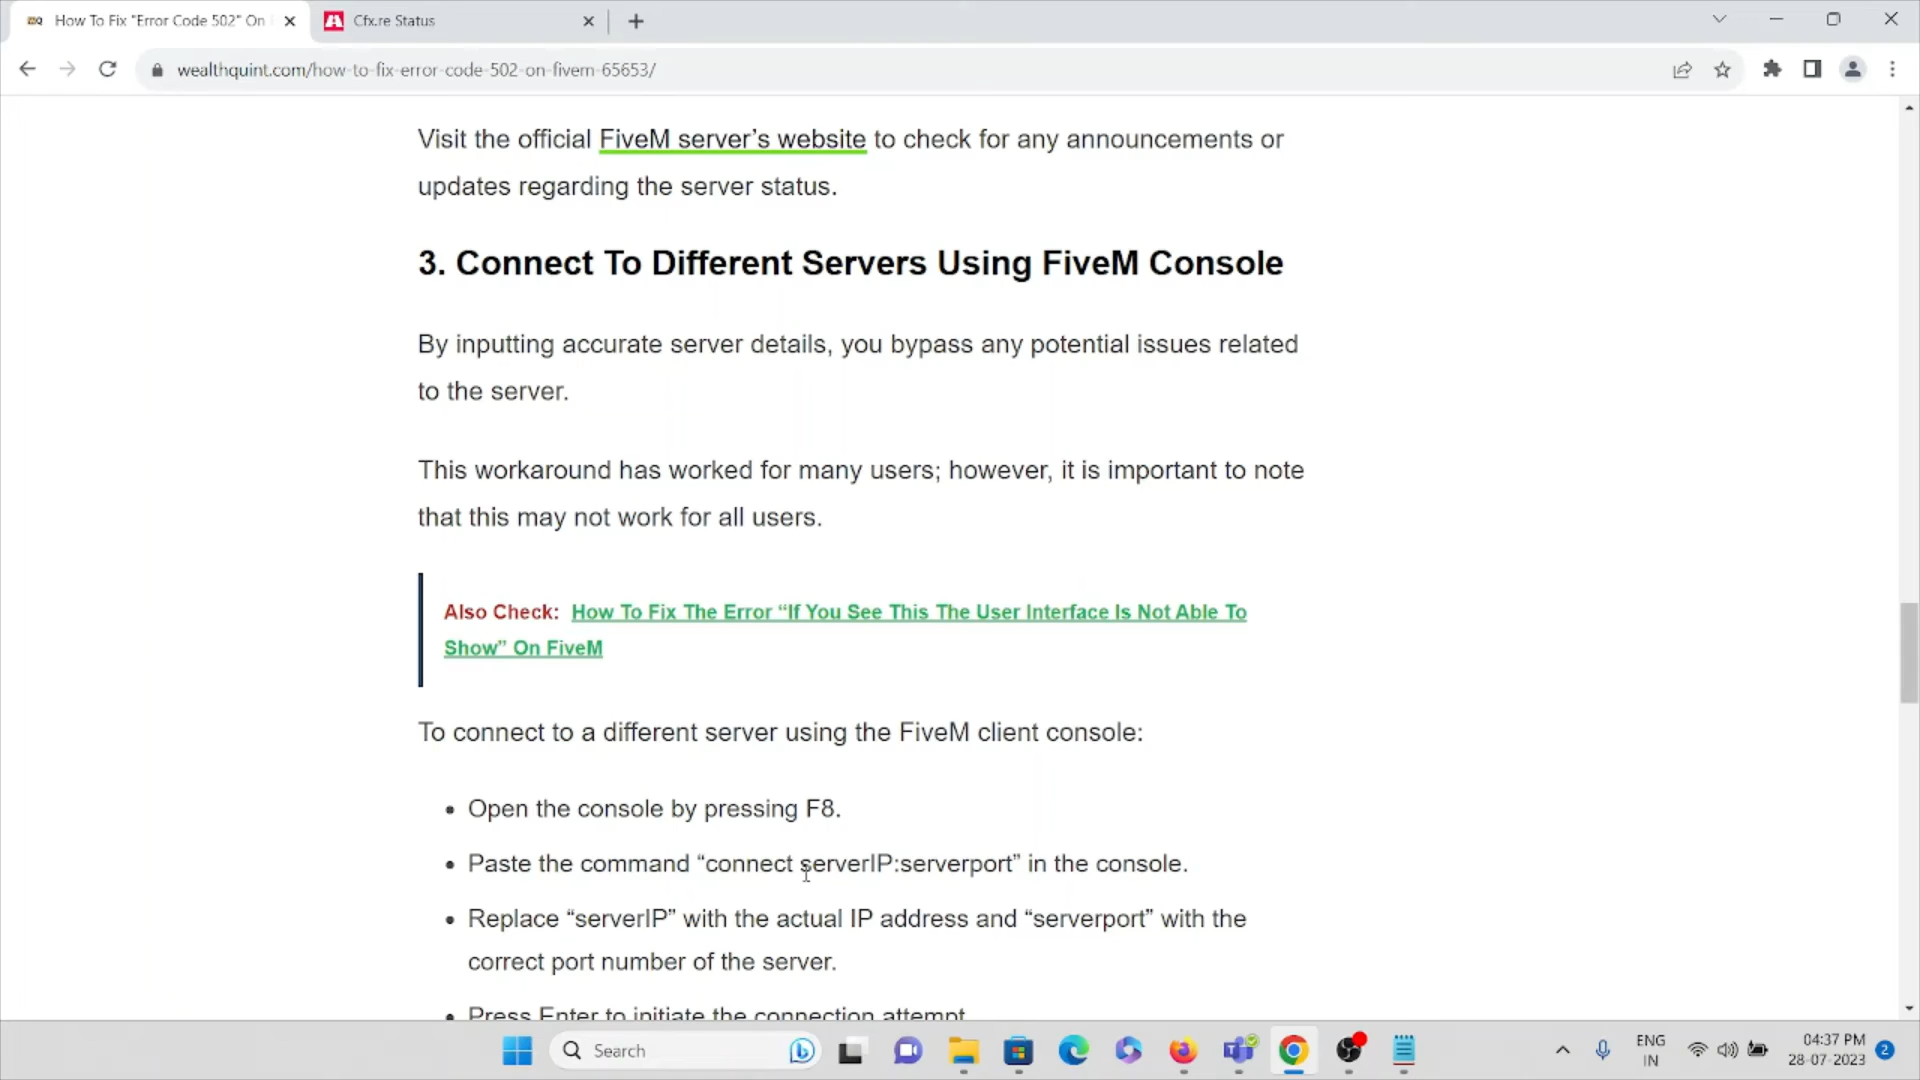 How To Fix "Error Code 502" On
Cfx.re Status
wealthquint.com/how-to-fix-error-code-502-on-fivem-65653/
Visit the official FiveM server’s website to check for any announcements or
updates regarding the server status.
3. Connect To Different Servers Using FiveM Console
By inputting accurate server details, you bypass any potential issues related
to the server.
This workaround has worked for many users; however, it is important to note
that this may not work for all users.
Also Check: How To Fix The Error “If You See This The User Interface Is Not Able To
Show” On FiveM
To connect to a different server using the FiveM client console:
• Open the console by pressing F8.
• Paste the command “connect serverIP:serverport” in the console.
• Replace “serverIP” with the actual IP address and “serverport” with the
correct port number of the server.
• Press Enter to initiate the connection attempt
Search
ENG
IN
04:37 PM
28-07-2023
2